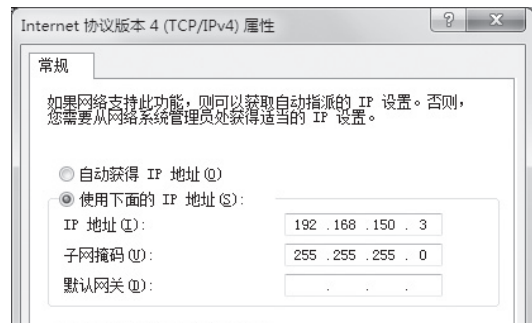 Internet 协议版本 4 (TCP/IPv4) 属性
常规
如果网络支持此功能，则可以获取自动指派的 IP 设置。否则，
您需要从网络系统管理员处获得适当的 IP 设置。
自动获得 IP 地址(O)
使用下面的 IP 地址(S):
IP 地址(I): 192 .168 .150 . 3
子网掩码(U): 255 .255 .255 . 0
默认网关(D): . . .